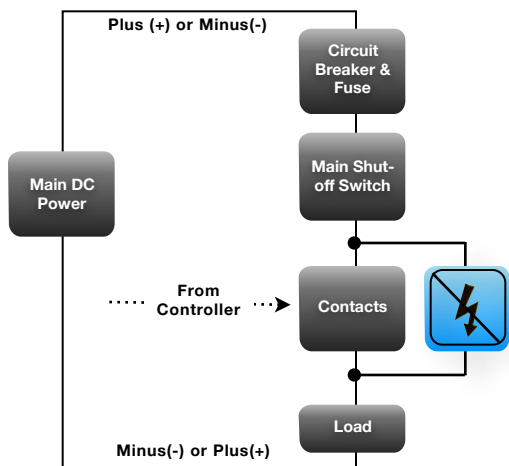 Plus (+) or Minus(-)
Circuit
Breaker &
Fuse
Main Shut-
off Switch
Main DC
Power
From
Controller
Contacts
Load
Minus(-) or Plus(+)